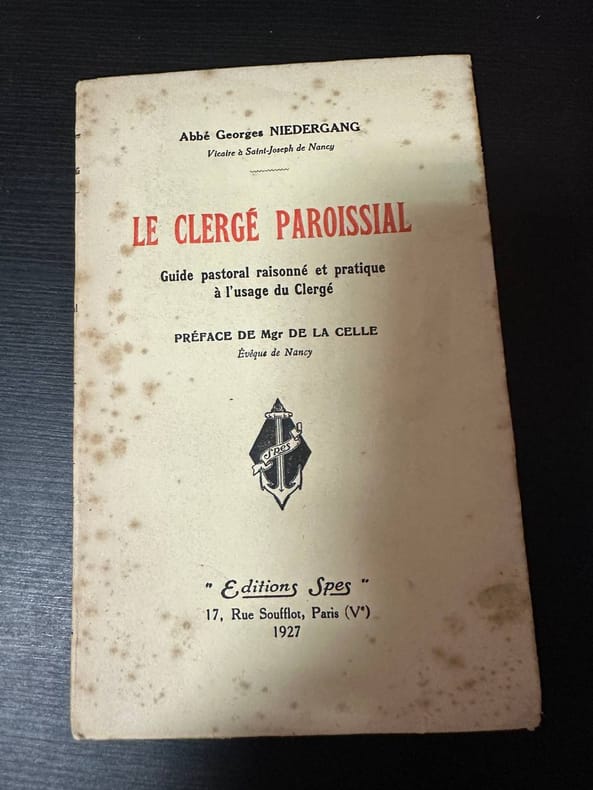 Abbé Georges NIEDERGANG
Vicaire à Saint-Joseph de Nancy
LE CLERGÉ PAROISSIAL
Guide pastoral raisonné et pratique
à l'usage du Clergé
PRÉFACE DE Mgr DE LA CELLE
Évêque de Nancy
Spes
" Editions Spes "
17, Rue Soufflot, Paris (Vᵉ)
1927